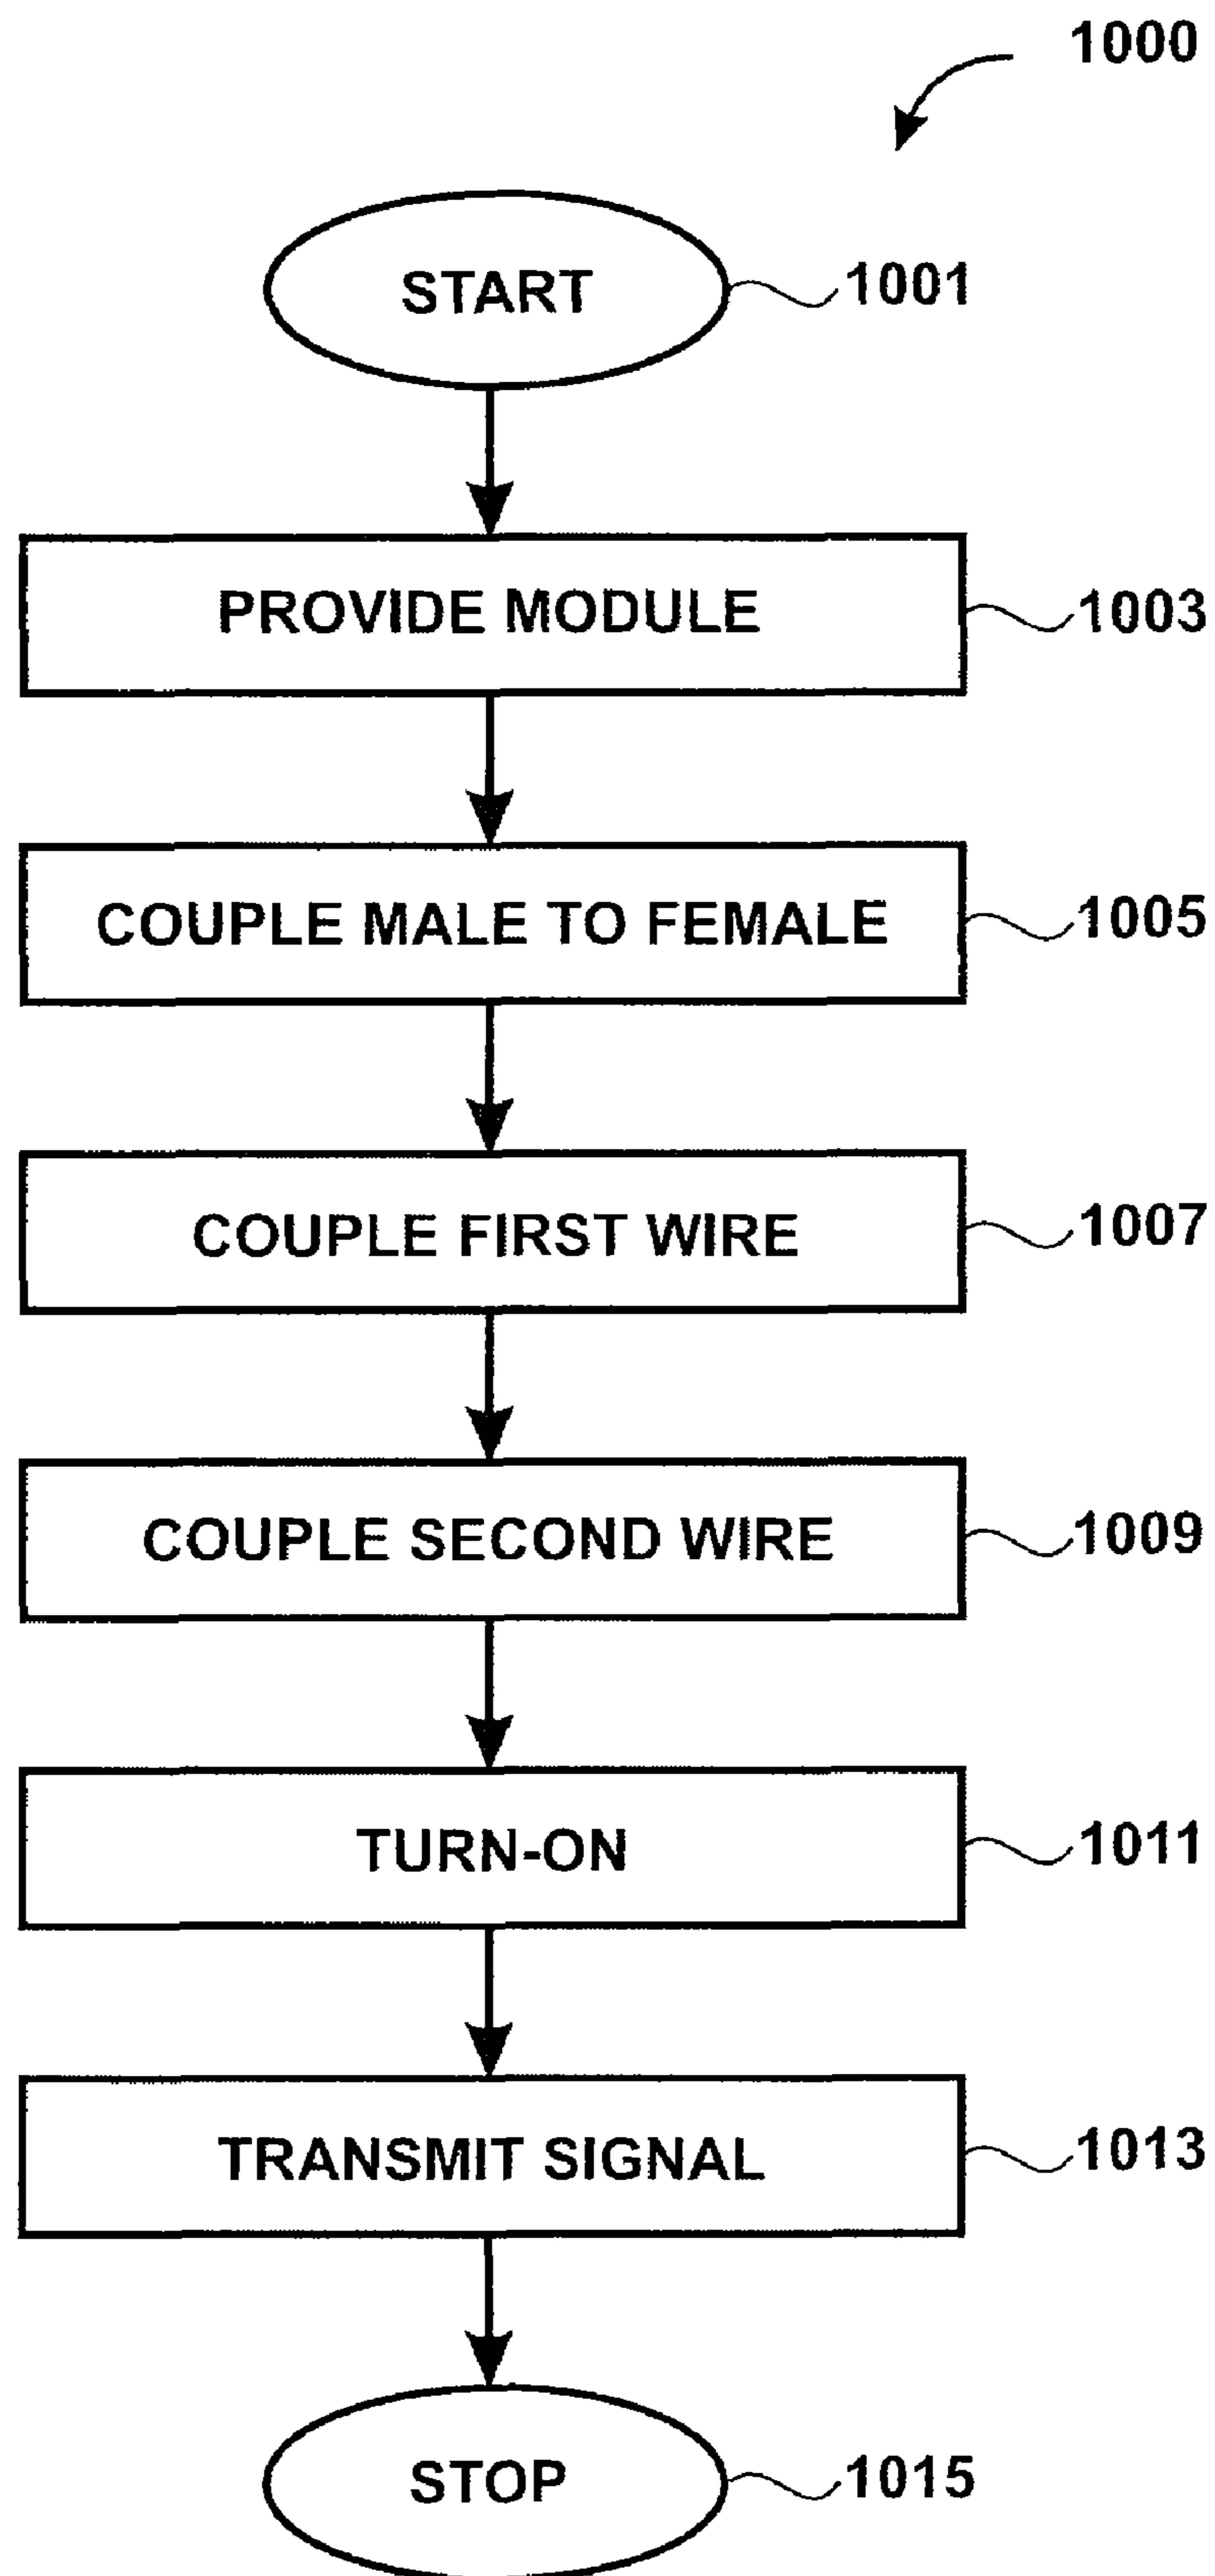 1000
START
1001
PROVIDE MODULE
1003
COUPLE MALE TO FEMALE
1005
COUPLE FIRST WIRE
1007
COUPLE SECOND WIRE
1009
TURN-ON
1011
TRANSMIT SIGNAL
1013
STOP
1015